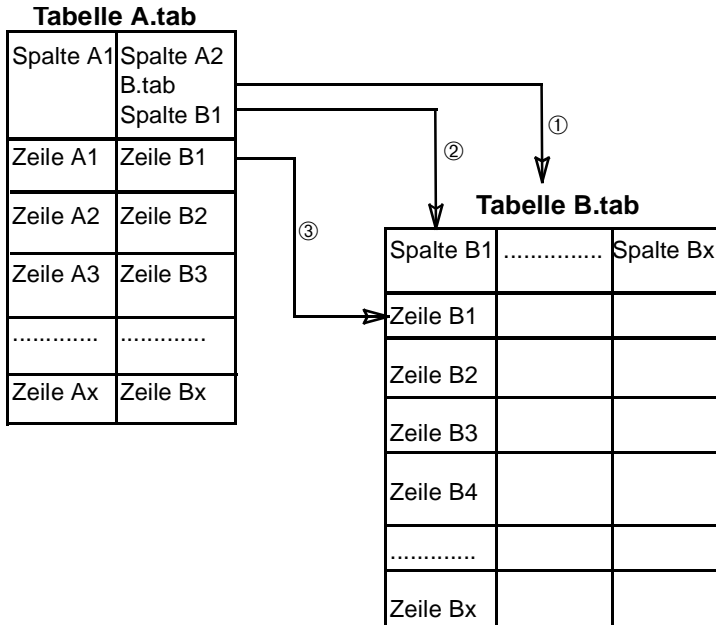 Tabelle A.tab
Spalte A1 Spalte A2
B.tab
Spalte B1
Zeile A1 Zeile B1
Zeile A2 Zeile B2
Zeile A3 Zeile B3
............. .............
Zeile Ax Zeile Bx
①
②
③
Tabelle B.tab
Spalte B1 ............... Spalte Bx
Zeile B1
Zeile B2
Zeile B3
Zeile B4
.............
Zeile Bx